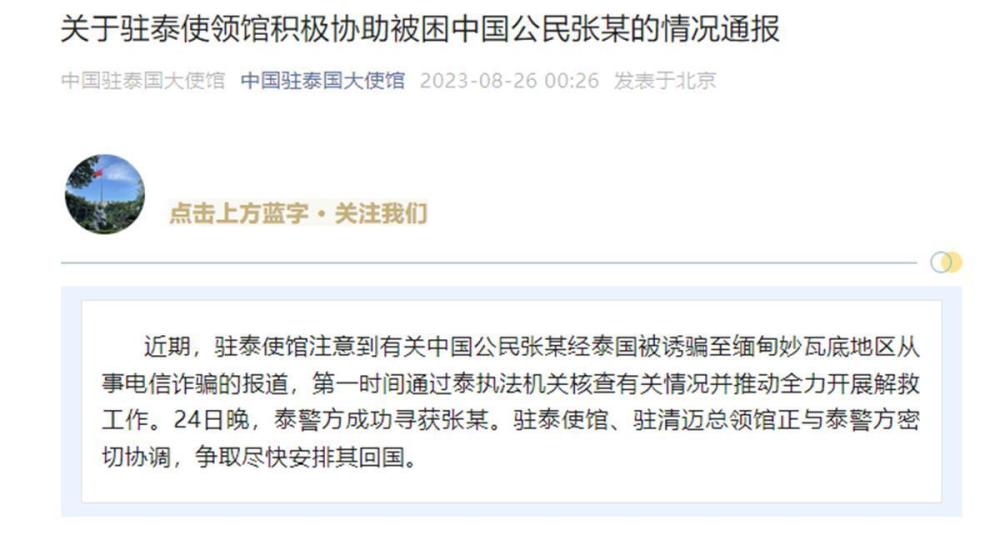 关于驻泰使领馆积极协助被困中国公民张某的情况通报
中国驻泰国大使馆 中国驻泰国大使馆 2023-08-26 00:26 发表于北京
点击上方蓝字·关注我们
近期，驻泰使馆注意到有关中国公民张某经泰国被诱骗至缅甸妙瓦底地区从
事电信诈骗的报道，第一时间通过泰执法机关核查有关情况并推动全力开展解救
工作。24日晚，泰警方成功寻获张某。驻泰使馆、驻清迈总领馆正与泰警方密
切协调，争取尽快安排其回国。